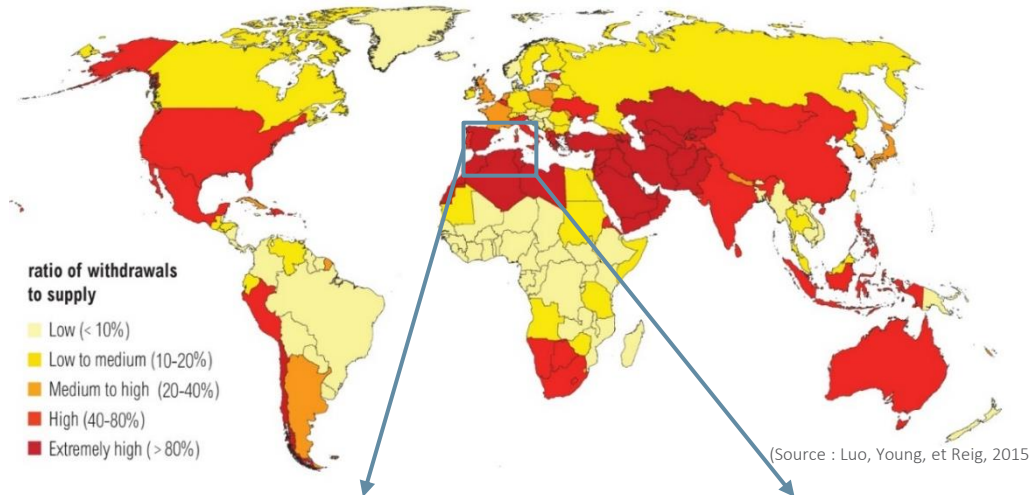 ratio of withdrawals
to supply
Low (< 10%)
Low to medium (10-20%)
Medium to high (20-40%)
High (40-80%)
Extremely high (> 80%)
(Source : Luo, Young, et Reig, 2015